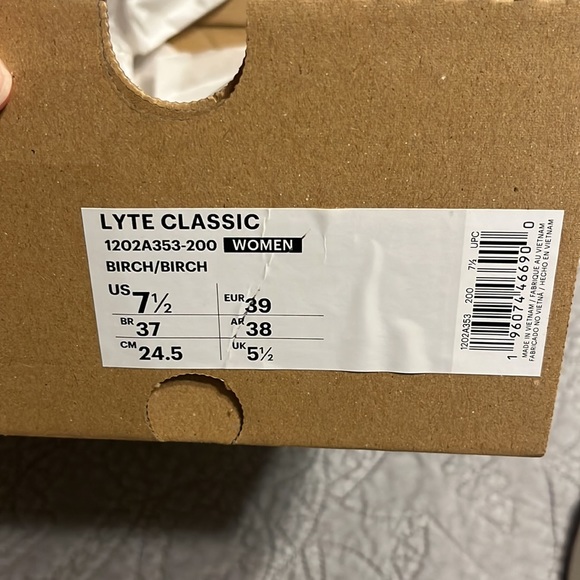 LYTE CLASSIC
1202A353-200 WOMEN
BIRCH/BIRCH
US 7½ EUR 39
BR 37 AR 38
CM 24.5 UK 5½
1202A353 200 7½ UPC
1 96074 46690 0
MADE IN VIETNAM / FABRIQUE AU VIETNAM
FABRICADO NO VIETNÃ / HECHO EN VIETNAM